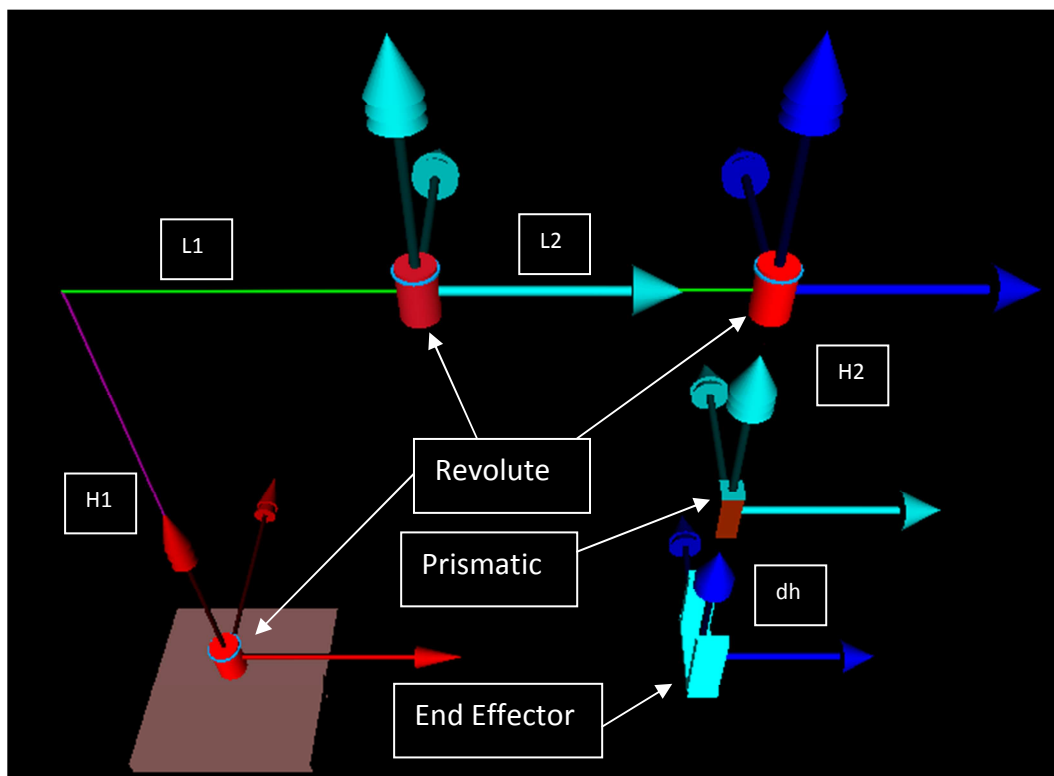 L1
L2
H2
Revolute
H1
Prismatic
dh
End Effector